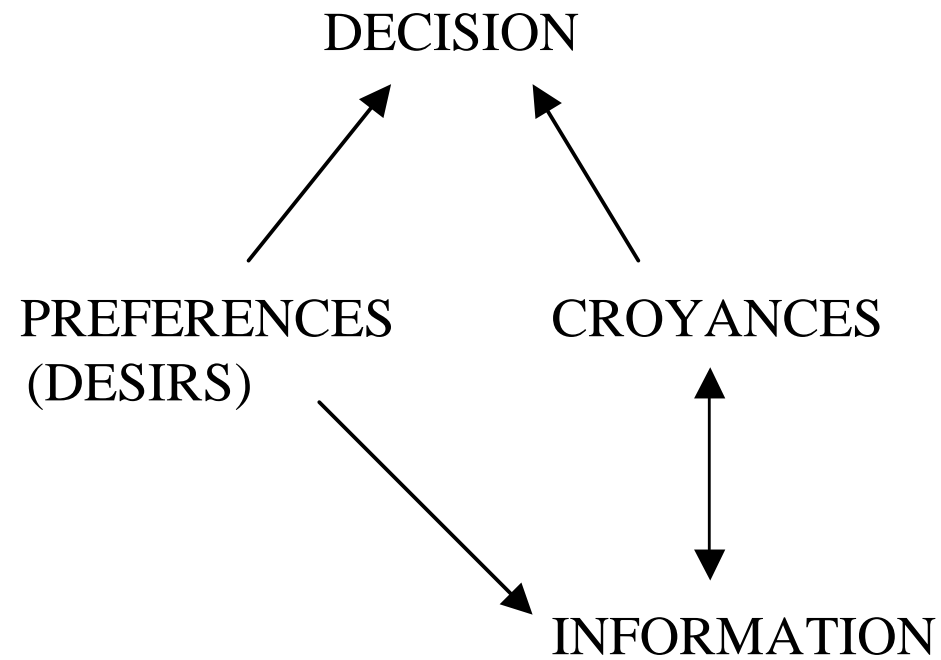 DECISION
PREFERENCES
(DESIRS)
CROYANCES
INFORMATION